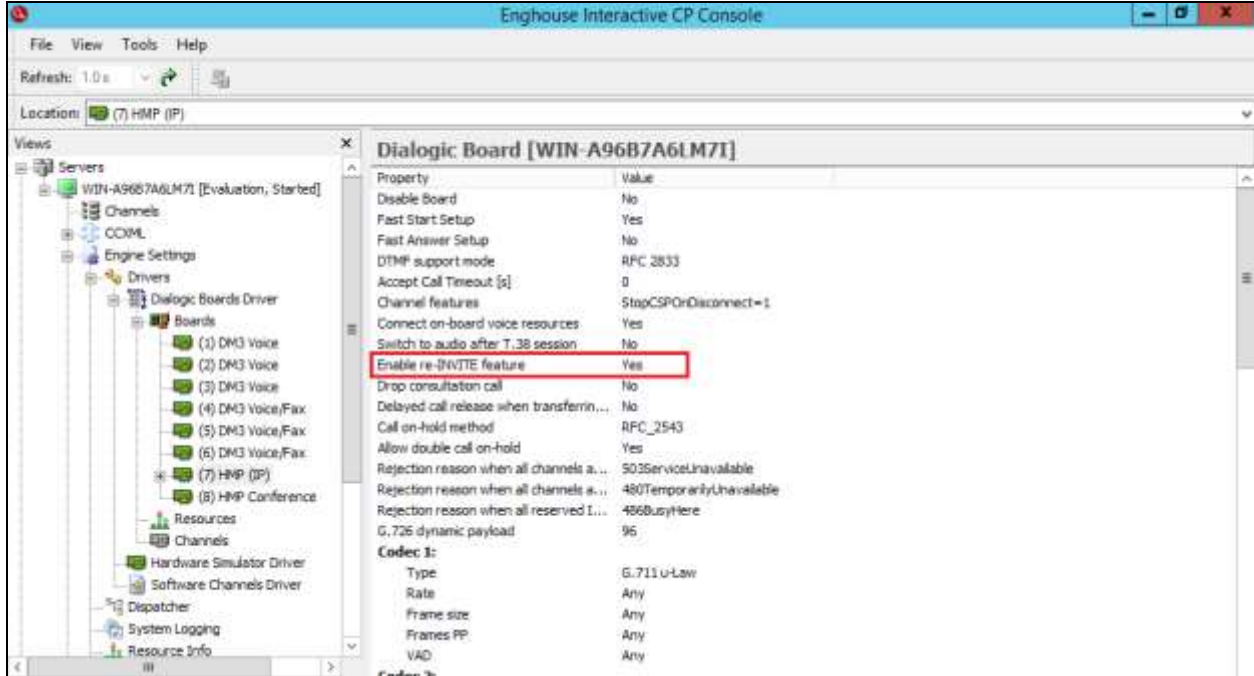 Enghouse Interactive CP Console
File View Tools Help
Refresh: 1.0 s
Location: (7) HMP (IP)
Views
Servers
WIN-A96B7A6LM7I [Evaluation, Started]
Channels
CCXML
Engine Settings
Drivers
Dialogic Boards Driver
Boards
(1) DM3 Voice
(2) DM3 Voice
(3) DM3 Voice
(4) DM3 Voice/Fax
(5) DM3 Voice/Fax
(6) DM3 Voice/Fax
(7) HMP (IP)
(8) HMP Conference
Resources
Channels
Hardware Simulator Driver
Software Channels Driver
Dispatcher
System Logging
Resource Info
Dialogic Board [WIN-A96B7A6LM7I]
Property Value
Disable Board No
Fast Start Setup Yes
Fast Answer Setup No
DTMF support mode RFC 2833
Accept Call Timeout [s] 0
Channel features StopCSPOnDisconnect=1
Connect on-board voice resources Yes
Switch to audio after T.38 session No
Enable re-INVITE feature Yes
Drop consultation call No
Delayed call release when transferrin... No
Call on-hold method RFC_2543
Allow double call on-hold Yes
Rejection reason when all channels a... 503ServiceUnavailable
Rejection reason when all channels a... 480TemporarilyUnavailable
Rejection reason when all reserved I... 486BusyHere
G.726 dynamic payload 96
Codec 1:
Type G.711 u-Law
Rate Any
Frame size Any
Frames PP Any
VAD Any
Codec 2: